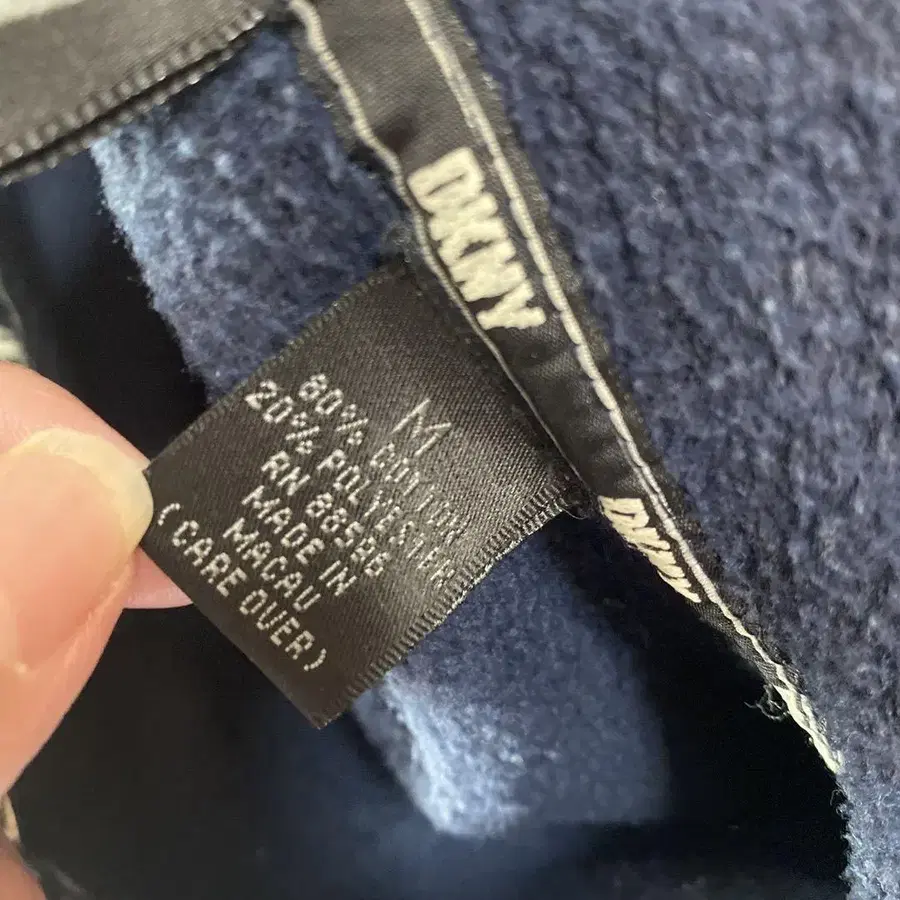 DKNY
DKNY
M
80% COTTON
20% POLYESTER
RN 88586
MADE IN
MACAU
(CARE OVER)